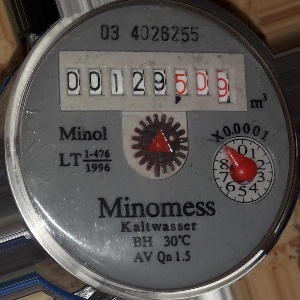 03 4026255
00129509 m³
Minol
LT 1-476/1996
X0.0001
0 1 2 3 4 5 6 7 8 9
Minomess
Kaltwasser
BH 30°C
AV Qn 1.5